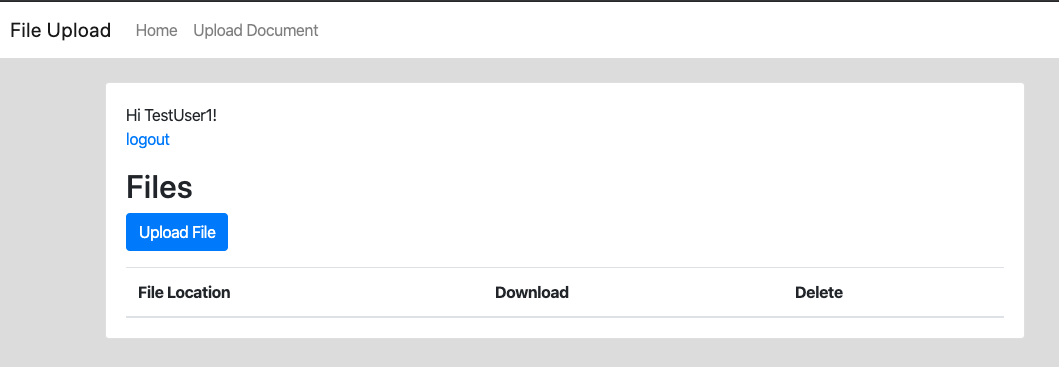 File Upload Home Upload Document
Hi TestUser1!
logout
Files
Upload File
File Location Download Delete